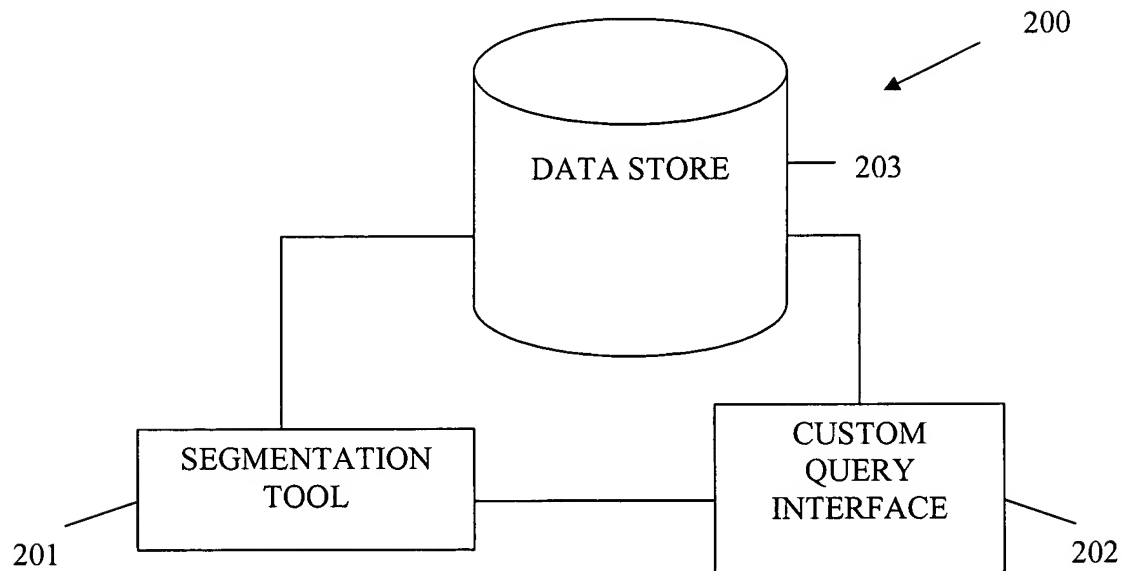 200
DATA STORE
203
SEGMENTATION
TOOL
CUSTOM
QUERY
INTERFACE
201
202